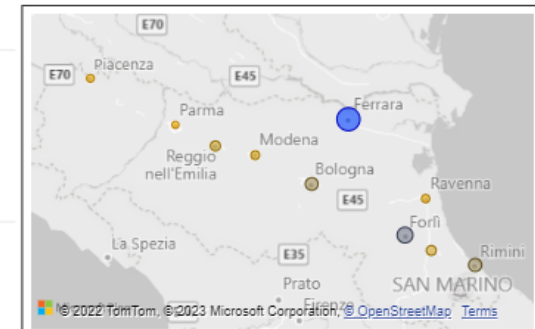 E70
E70
Piacenza
E45
Ferrara
Parma
Modena
Reggio
nell'Emilia
Bologna
Ravenna
E45
Forlì
La Spezia
E35
Rimini
Prato
SAN MARINO
Firenze
© 2022 TomTom, © 2023 Microsoft Corporation, © OpenStreetMap Terms